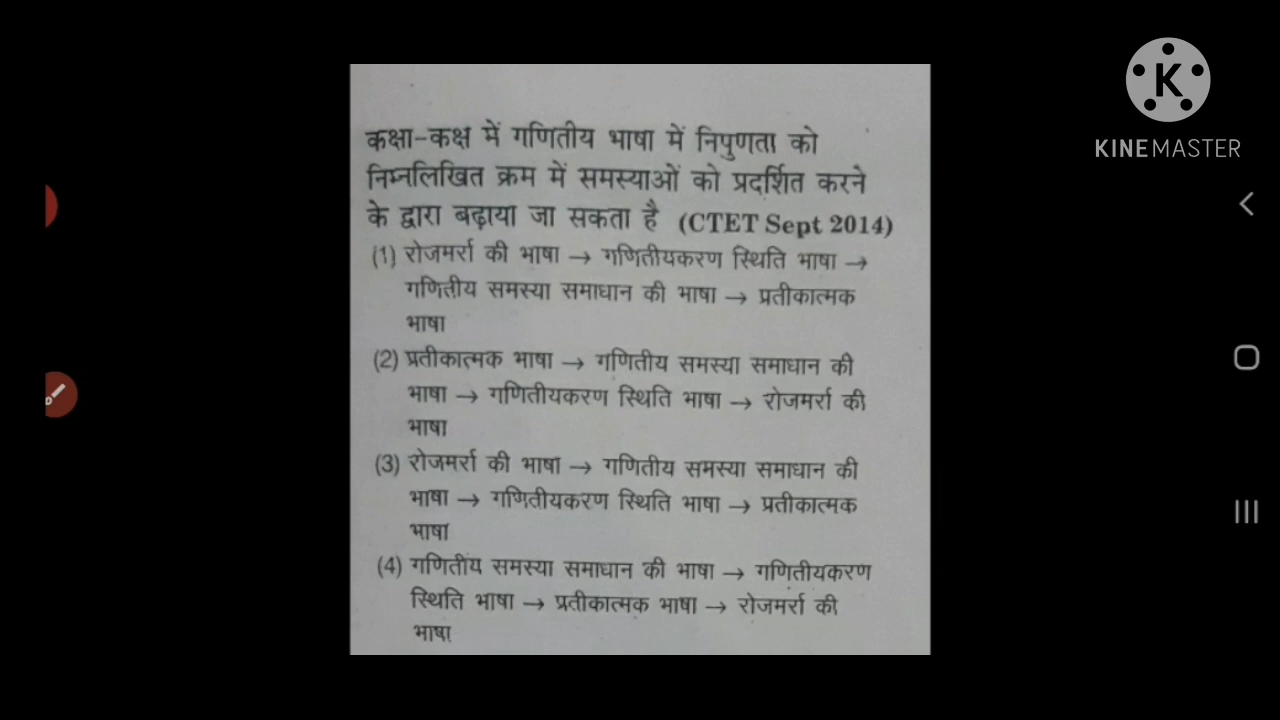 कक्षा-कक्ष में गणितीय भाषा में निपुणता को
निम्नलिखित क्रम में समस्याओं को प्रदर्शित करने
के द्वारा बढ़ाया जा सकता है (CTET Sept 2014)
(1) रोजमर्रा की भाषा → गणितीयकरण स्थिति भाषा →
गणितीय समस्या समाधान की भाषा → प्रतीकात्मक
भाषा
(2) प्रतीकात्मक भाषा → गणितीय समस्या समाधान की
भाषा → गणितीयकरण स्थिति भाषा → रोजमर्रा की
भाषा
(3) रोजमर्रा की भाषा → गणितीय समस्या समाधान की
भाषा → गणितीयकरण स्थिति भाषा → प्रतीकात्मक
भाषा
(4) गणितीय समस्या समाधान की भाषा → गणितीयकरण
स्थिति भाषा → प्रतीकात्मक भाषा → रोजमर्रा की
भाषा
K
KINEMASTER